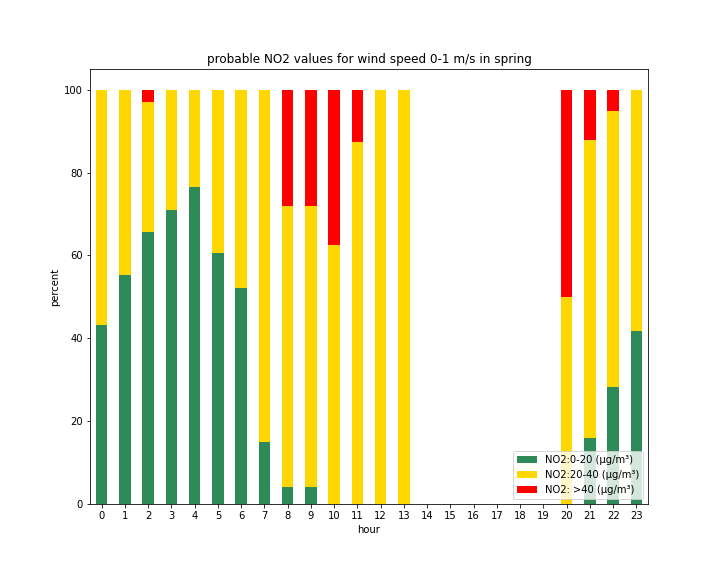 probable NO2 values for wind speed 0-1 m/s in spring
percent
100
80
60
40
20
0
NO2:0-20 (µg/m³)
NO2:20-40 (µg/m³)
NO2: >40 (µg/m³)
0 1 2 3 4 5 6 7 8 9 10 11 12 13 14 15 16 17 18 19 20 21 22 23
hour